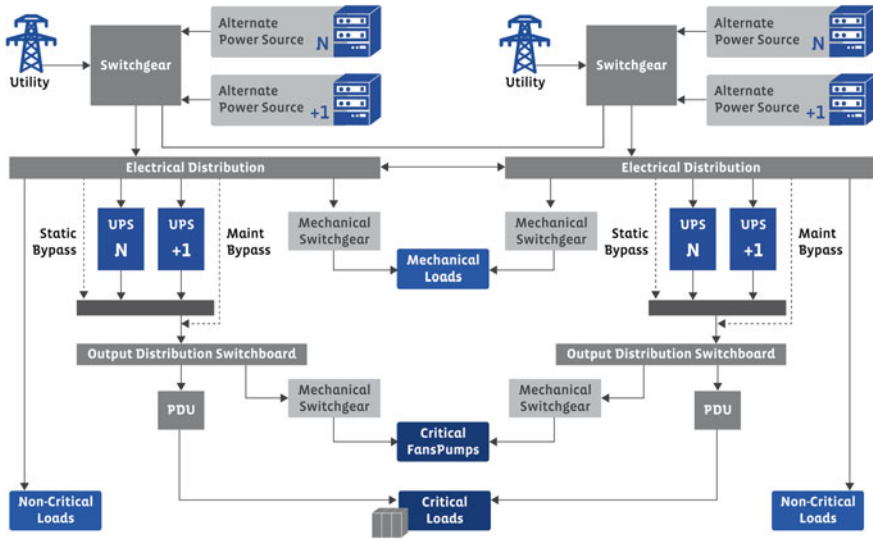 Utility
Switchgear
Alternate
Power Source
N
Alternate
Power Source
+1
Utility
Switchgear
Alternate
Power Source
N
Alternate
Power Source
+1
Electrical Distribution
Electrical Distribution
Static
Bypass
UPS
N
UPS
+1
Maint
Bypass
Mechanical
Switchgear
Mechanical
Loads
Mechanical
Switchgear
Static
Bypass
UPS
N
UPS
+1
Maint
Bypass
Output Distribution Switchboard
Output Distribution Switchboard
PDU
Mechanical
Switchgear
Critical
FansPumps
Mechanical
Switchgear
PDU
Non-Critical
Loads
Critical
Loads
Non-Critical
Loads